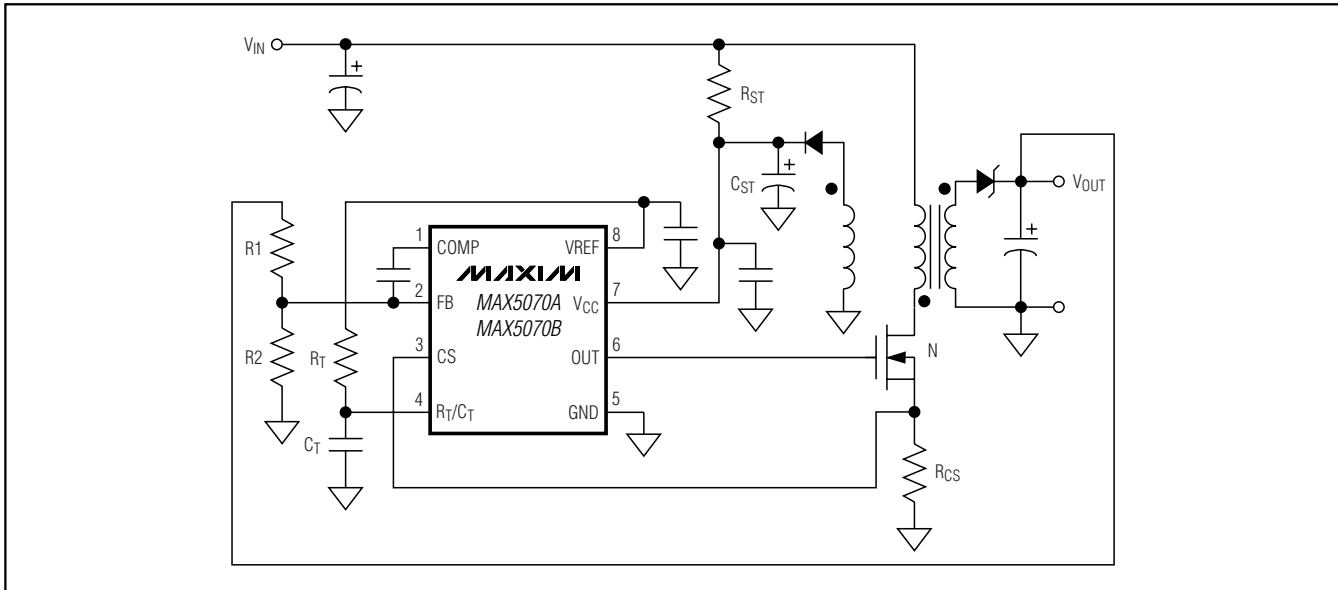 VIN
+
RST
+
CST
VOUT
+
R1
R2
RT
CT
1
COMP
VREF
8
MAXIM
2
FB
MAX5070A
MAX5070B
VCC
7
3
CS
OUT
6
N
4
RT/CT
GND
5
RCS